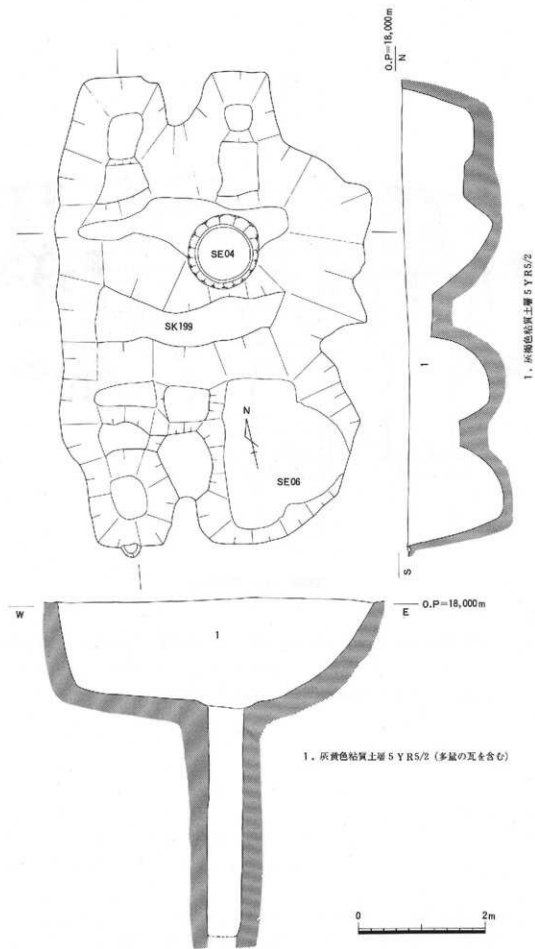 O.P=18,000m
N
SE04
SK199
N
SE06
1
1. 灰褐色粘質土層 5YR5/2
S
W
E O.P=18,000m
1
1. 灰黄色粘質土層 5YR5/2 (多量の瓦を含む)
0 2m